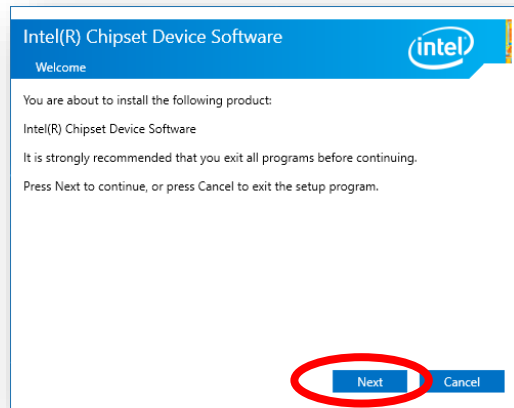 Intel(R) Chipset Device Software
intel
Welcome
You are about to install the following product:
Intel(R) Chipset Device Software
It is strongly recommended that you exit all programs before continuing.
Press Next to continue, or press Cancel to exit the setup program.
Next Cancel